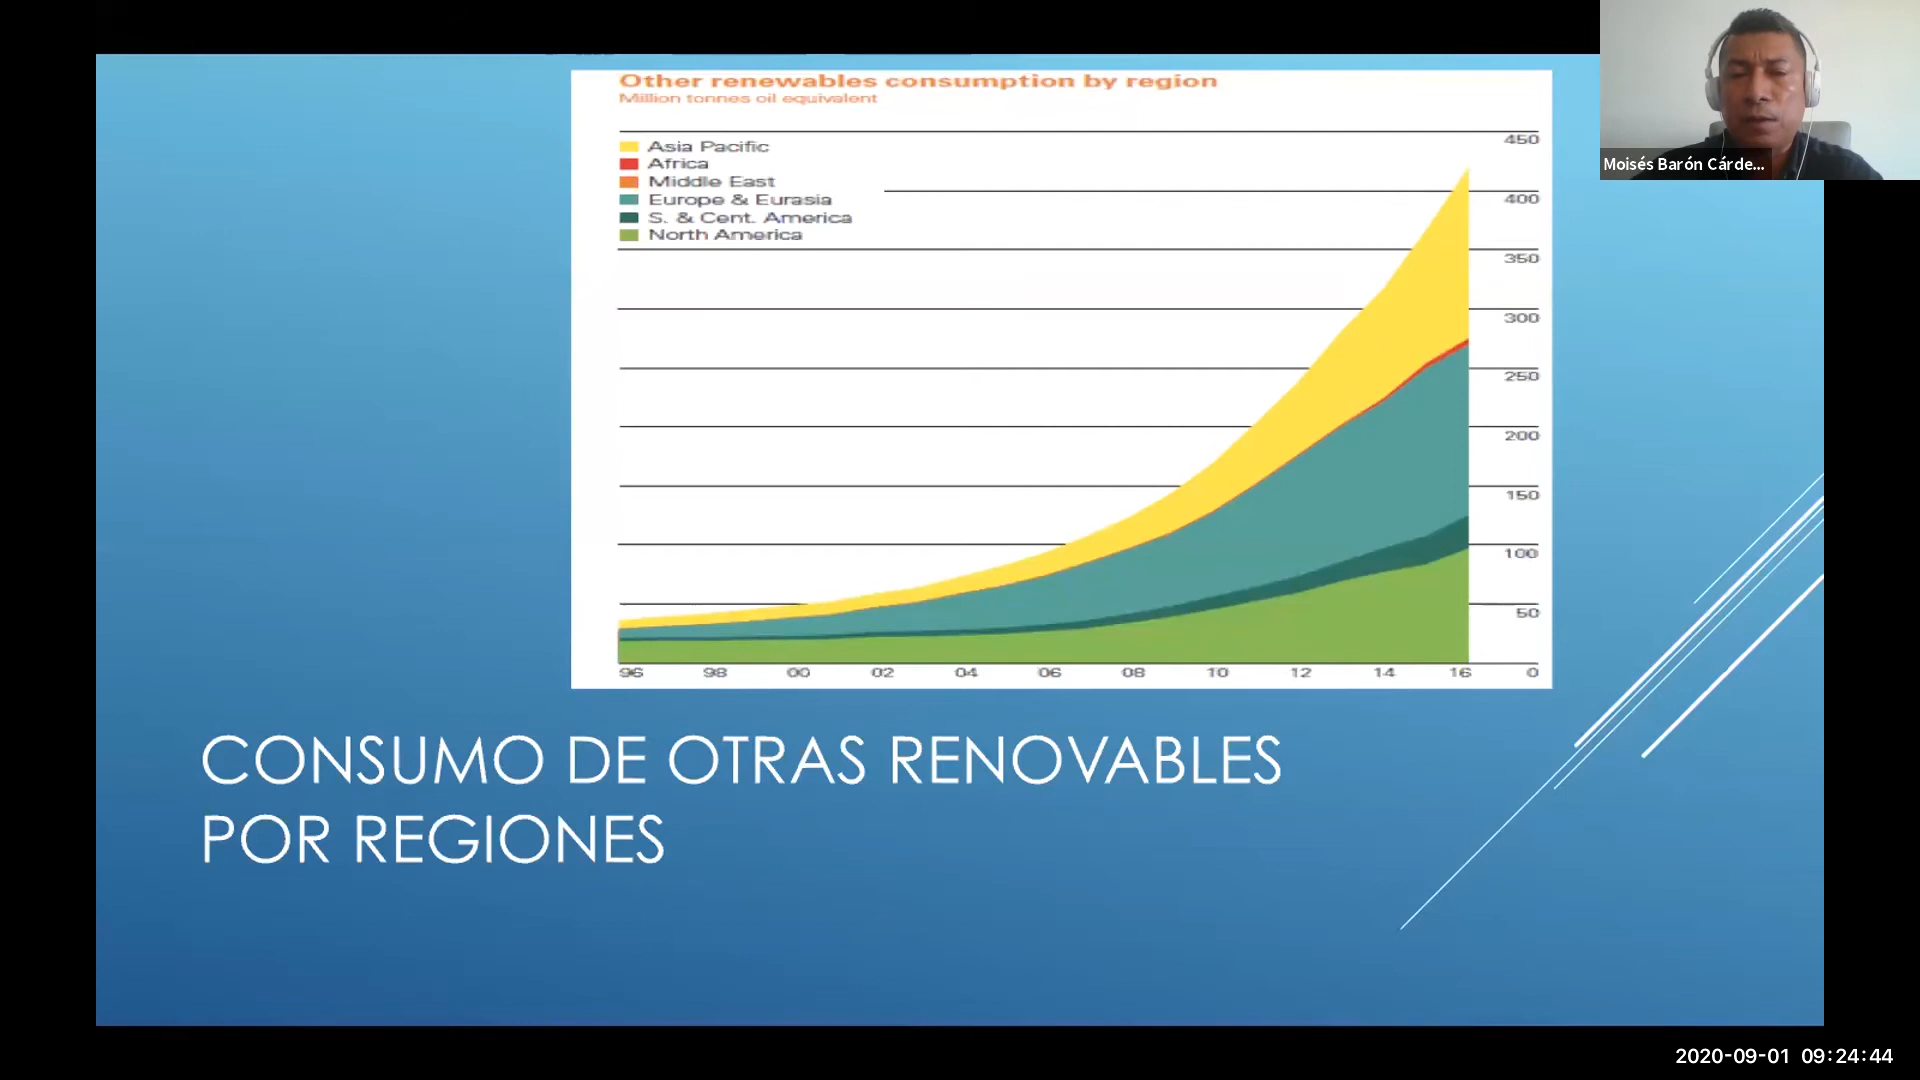 Other renewables consumption by region
Million tonnes oil equivalent
Asia Pacific
Africa
Middle East
Europe & Eurasia
S. & Cent. America
North America
450
400
350
300
250
200
150
100
50
96 98 00 02 04 06 08 10 12 14 16 0
CONSUMO DE OTRAS RENOVABLES
POR REGIONES
Moisés Barón Cárde...
2020-09-01 09:24:44